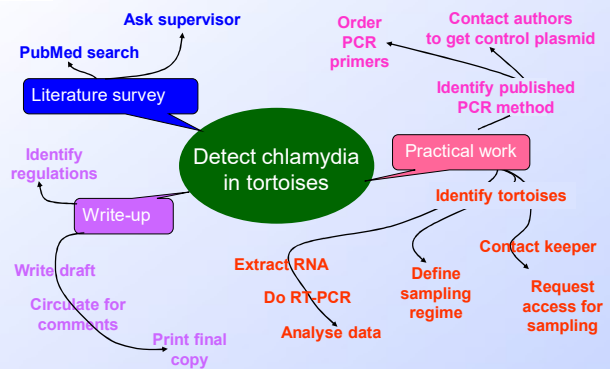 Ask supervisor
PubMed search
Literature survey
Order
PCR
primers
Contact authors
to get control plasmid
Identify published
PCR method
Detect chlamydia
in tortoises
Practical work
Identify
regulations
Write-up
Write draft
Circulate for
comments
Print final
copy
Identify tortoises
Extract RNA
Do RT-PCR
Analyse data
Define
sampling
regime
Contact keeper
Request
access for
sampling